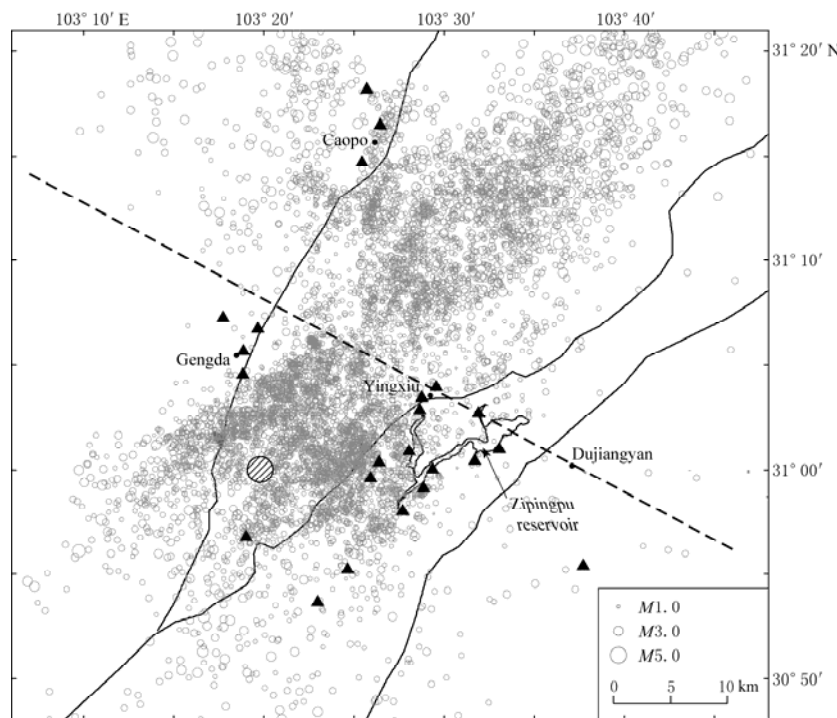 103° 10′ E 103° 20′ 103° 30′ 103° 40′
31° 20′ N
Caopo
31° 10′
Gengda
Yingxiu
Dujiangyan
31° 00′
Zipingpu
reservoir
M1.0
M3.0
M5.0
30° 50′
0 5 10 km